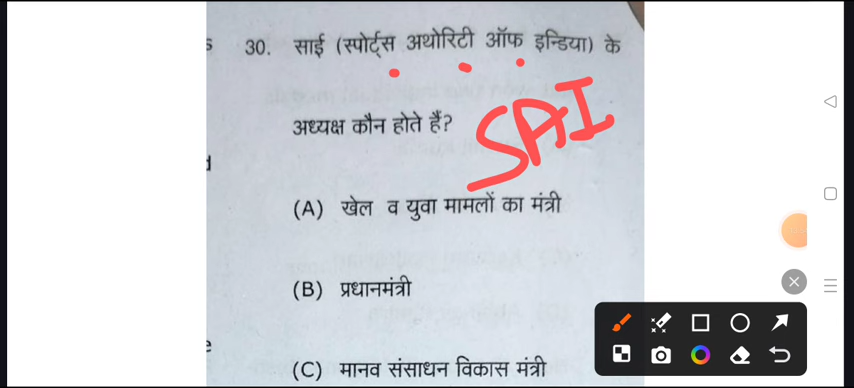 30. साई (स्पोर्ट्स अथोरिटी ऑफ इन्डिया) के
अध्यक्ष कौन होते हैं?
SAI
(A) खेल व युवा मामलों का मंत्री
(B) प्रधानमंत्री
(C) मानव संसाधन विकास मंत्री